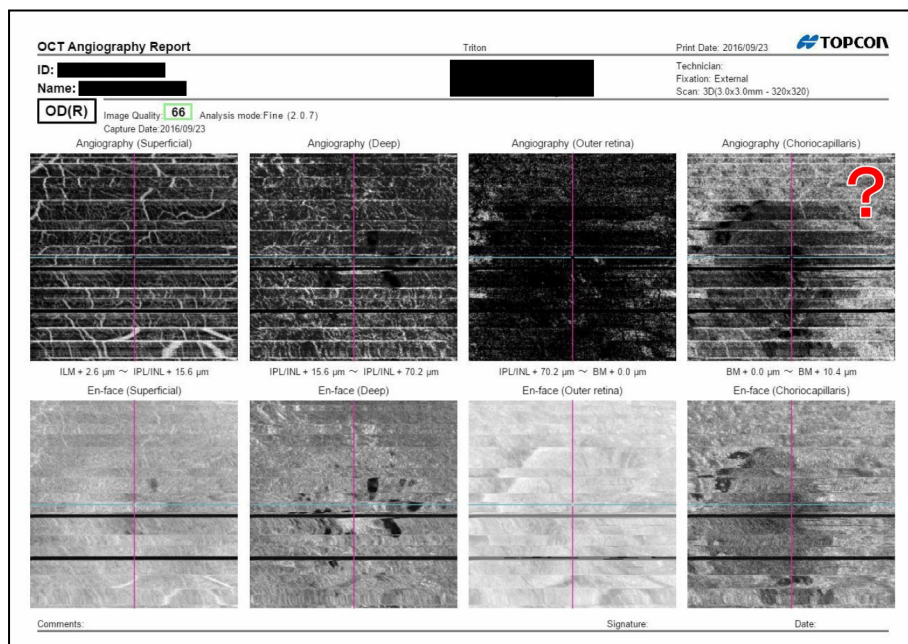 OCT Angiography Report Triton Print Date: 2016/09/23 TOPCON
ID: Technician:
Name: Fixation: External
Scan: 3D(3.0x3.0mm - 320x320)
OD(R) Image Quality: 66 Analysis mode:Fine (2.0.7)
Capture Date:2016/09/23
Angiography (Superficial) Angiography (Deep) Angiography (Outer retina) Angiography (Choriocapillaris)
?
ILM + 2.6 μm ~ IPL/INL + 15.6 μm IPL/INL + 15.6 μm ~ IPL/INL + 70.2 μm IPL/INL + 70.2 μm ~ BM + 0.0 μm BM + 0.0 μm ~ BM + 10.4 μm
En-face (Superficial) En-face (Deep) En-face (Outer retina) En-face (Choriocapillaris)
Comments: Signature: Date: